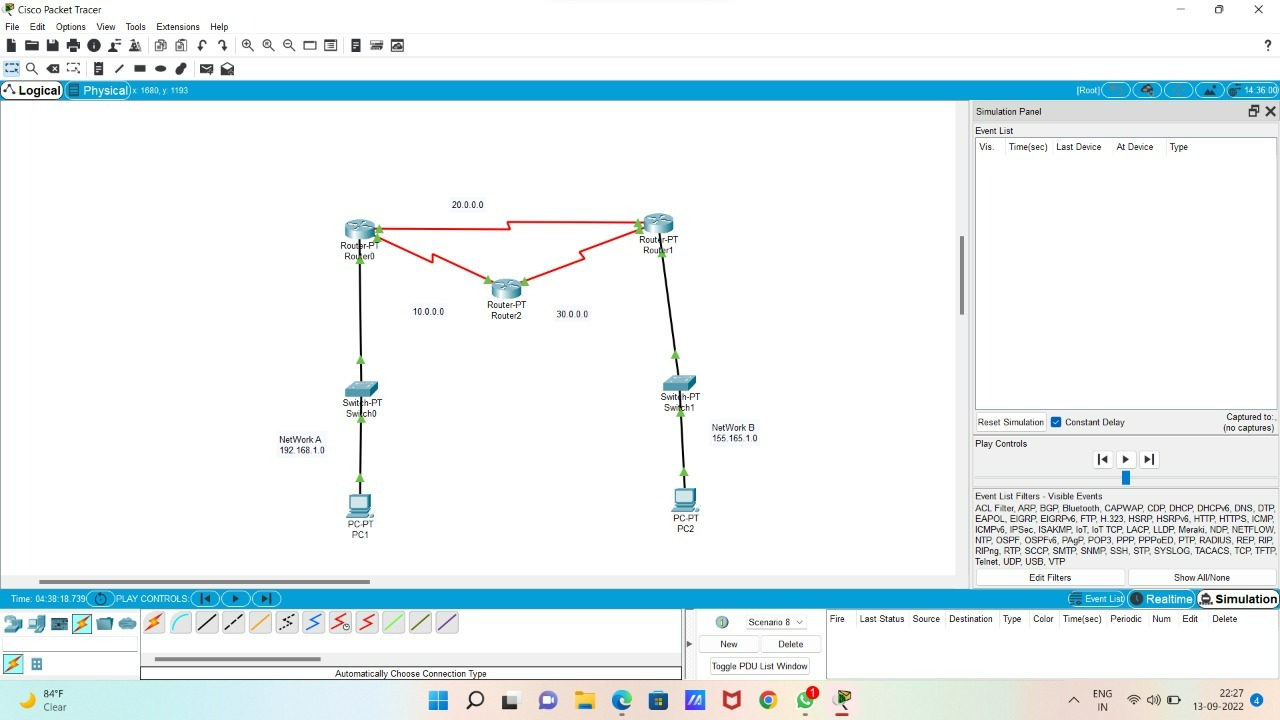 Cisco Packet Tracer
File Edit Options View Tools Extensions Help
?
Logical Physical x: 1680, y: 1193
[Root] 14:36:00
20.0.0.0
Router-PT
Router0
Router-PT
Router1
Router-PT
Router2
10.0.0.0
30.0.0.0
Switch-PT
Switch0
Switch-PT
Switch1
NetWork A
192.168.1.0
NetWork B
155.165.1.0
PC-PT
PC1
PC-PT
PC2
Simulation Panel
Event List
Vis. Time(sec) Last Device At Device Type
Reset Simulation Constant Delay
Captured to:
(no captures)
Play Controls
Event List Filters - Visible Events
ACL Filter, ARP, BGP, Bluetooth, CAPWAP, CDP, DHCP, DHCPv6, DNS, DTP,
EAPOL, EIGRP, EIGRPv6, FTP, H.323, HSRP, HSRPv6, HTTP, HTTPS, ICMP,
ICMPv6, IPSec, ISAKMP, IoT, IoT TCP, LACP, LLDP, Meraki, NDP, NETFLOW,
NTP, OSPF, OSPFv6, PAgP, POP3, PPP, PPPoED, PTP, RADIUS, REP, RIP,
RIPng, RTP, SCCP, SMTP, SNMP, SSH, STP, SYSLOG, TACACS, TCP, TFTP,
Telnet, UDP, USB, VTP
Edit Filters Show All/None
Time: 04:38:18.739 PLAY CONTROLS:
Event List Realtime Simulation
Automatically Choose Connection Type
Scenario 8
New Delete
Toggle PDU List Window
Fire Last Status Source Destination Type Color Time(sec) Periodic Num Edit Delete
84°F
Clear
1
ENG
IN
22:27
13-09-2022
4